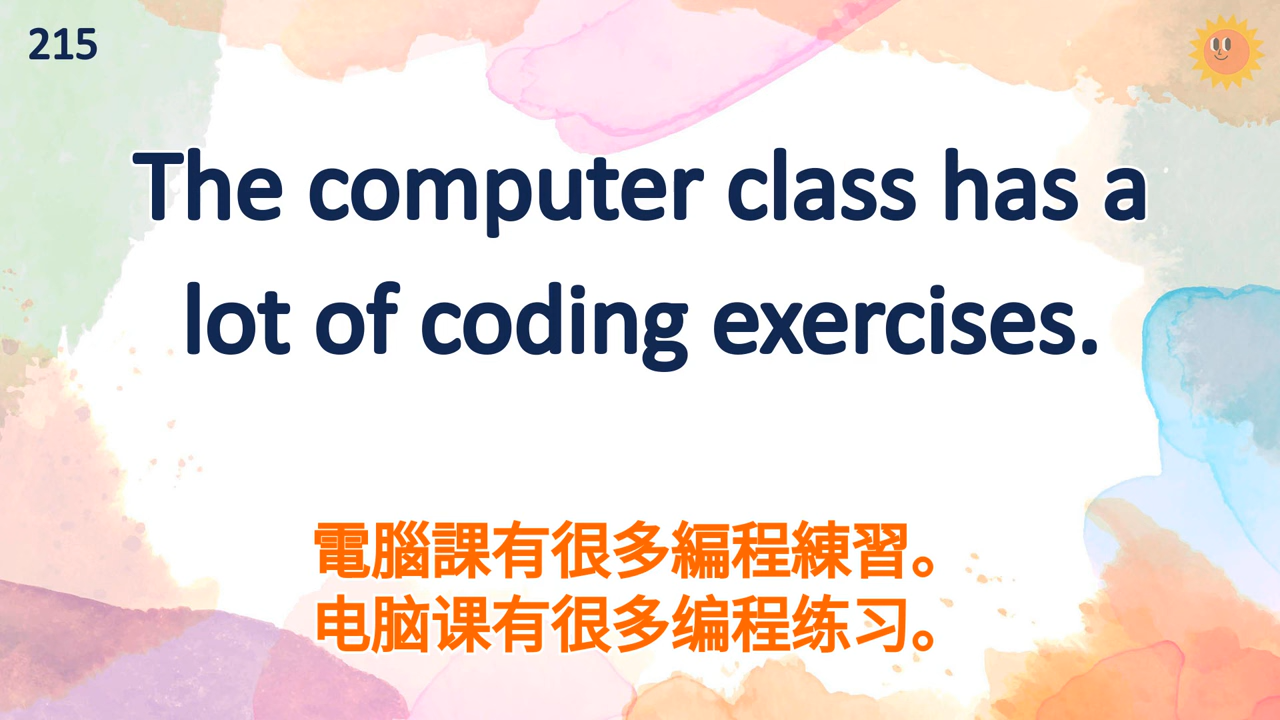 215
The computer class has a
lot of coding exercises.
電腦課有很多編程練習。
电脑课有很多编程练习。